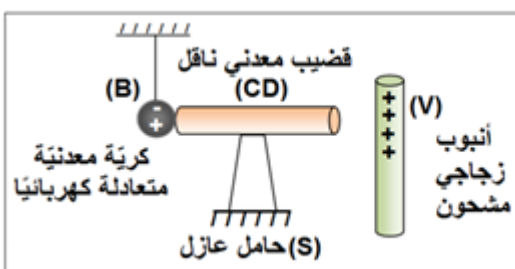 قضيب معدني ناقل
(CD)
(B)
-
+
كريّة معدنيّة
متعادلة كهربائيًا
(S) حامل عازل
+
+
+
+
(V)
أنبوب
زجاجي
مشحون